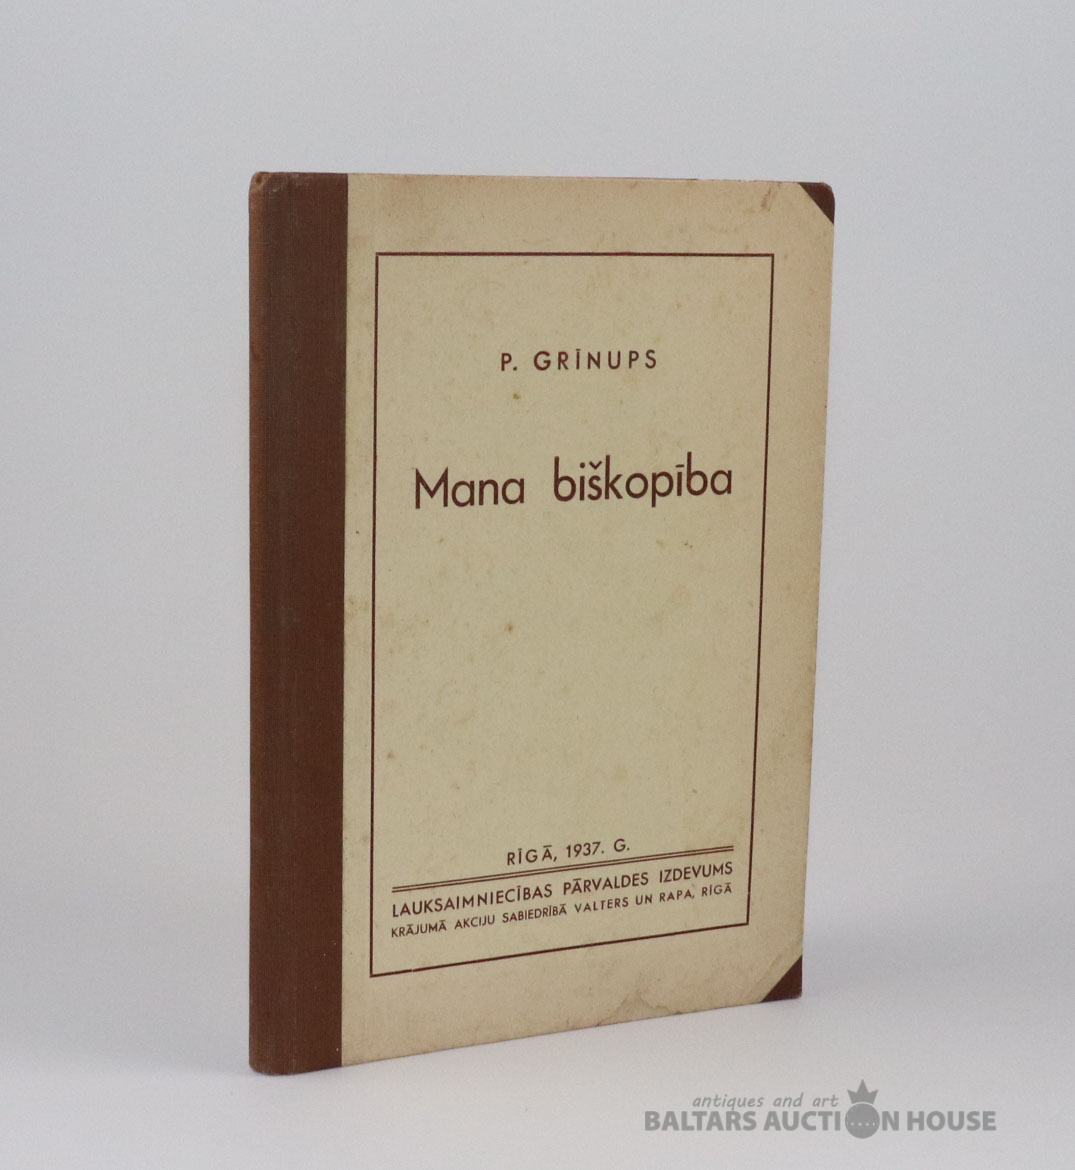 P. GRĪNUPS
Mana biškopība
RĪGĀ, 1937. G.
LAUKSAIMNIECĪBAS PĀRVALDES IZDEVUMS
KRĀJUMĀ AKCIJU SABIEDRĪBĀ VALTERS UN RAPA, RĪGĀ
antiques and art
BALTARS AUCTION HOUSE